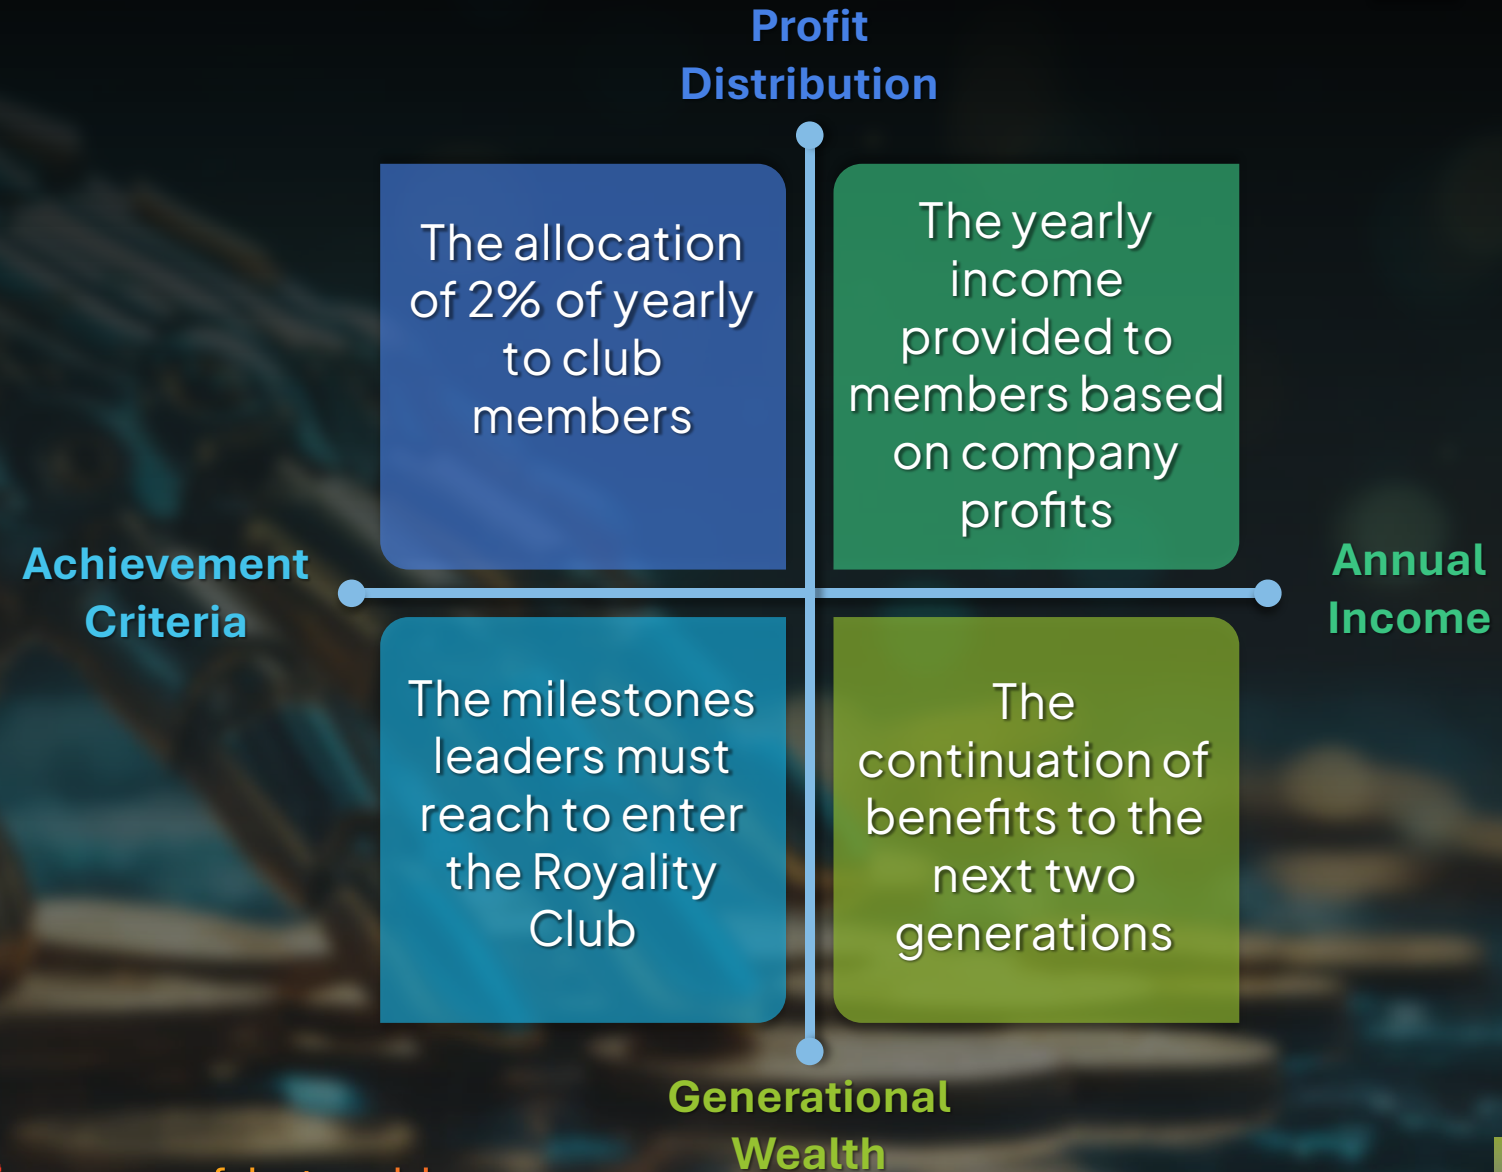 Profit
Distribution
The allocation
of 2% of yearly
to club
members
The yearly
income
provided to
members based
on company
profits
Achievement
Criteria
Annual
Income
The milestones
leaders must
reach to enter
the Royality
Club
The
continuation of
benefits to the
next two
generations
Generational
Wealth